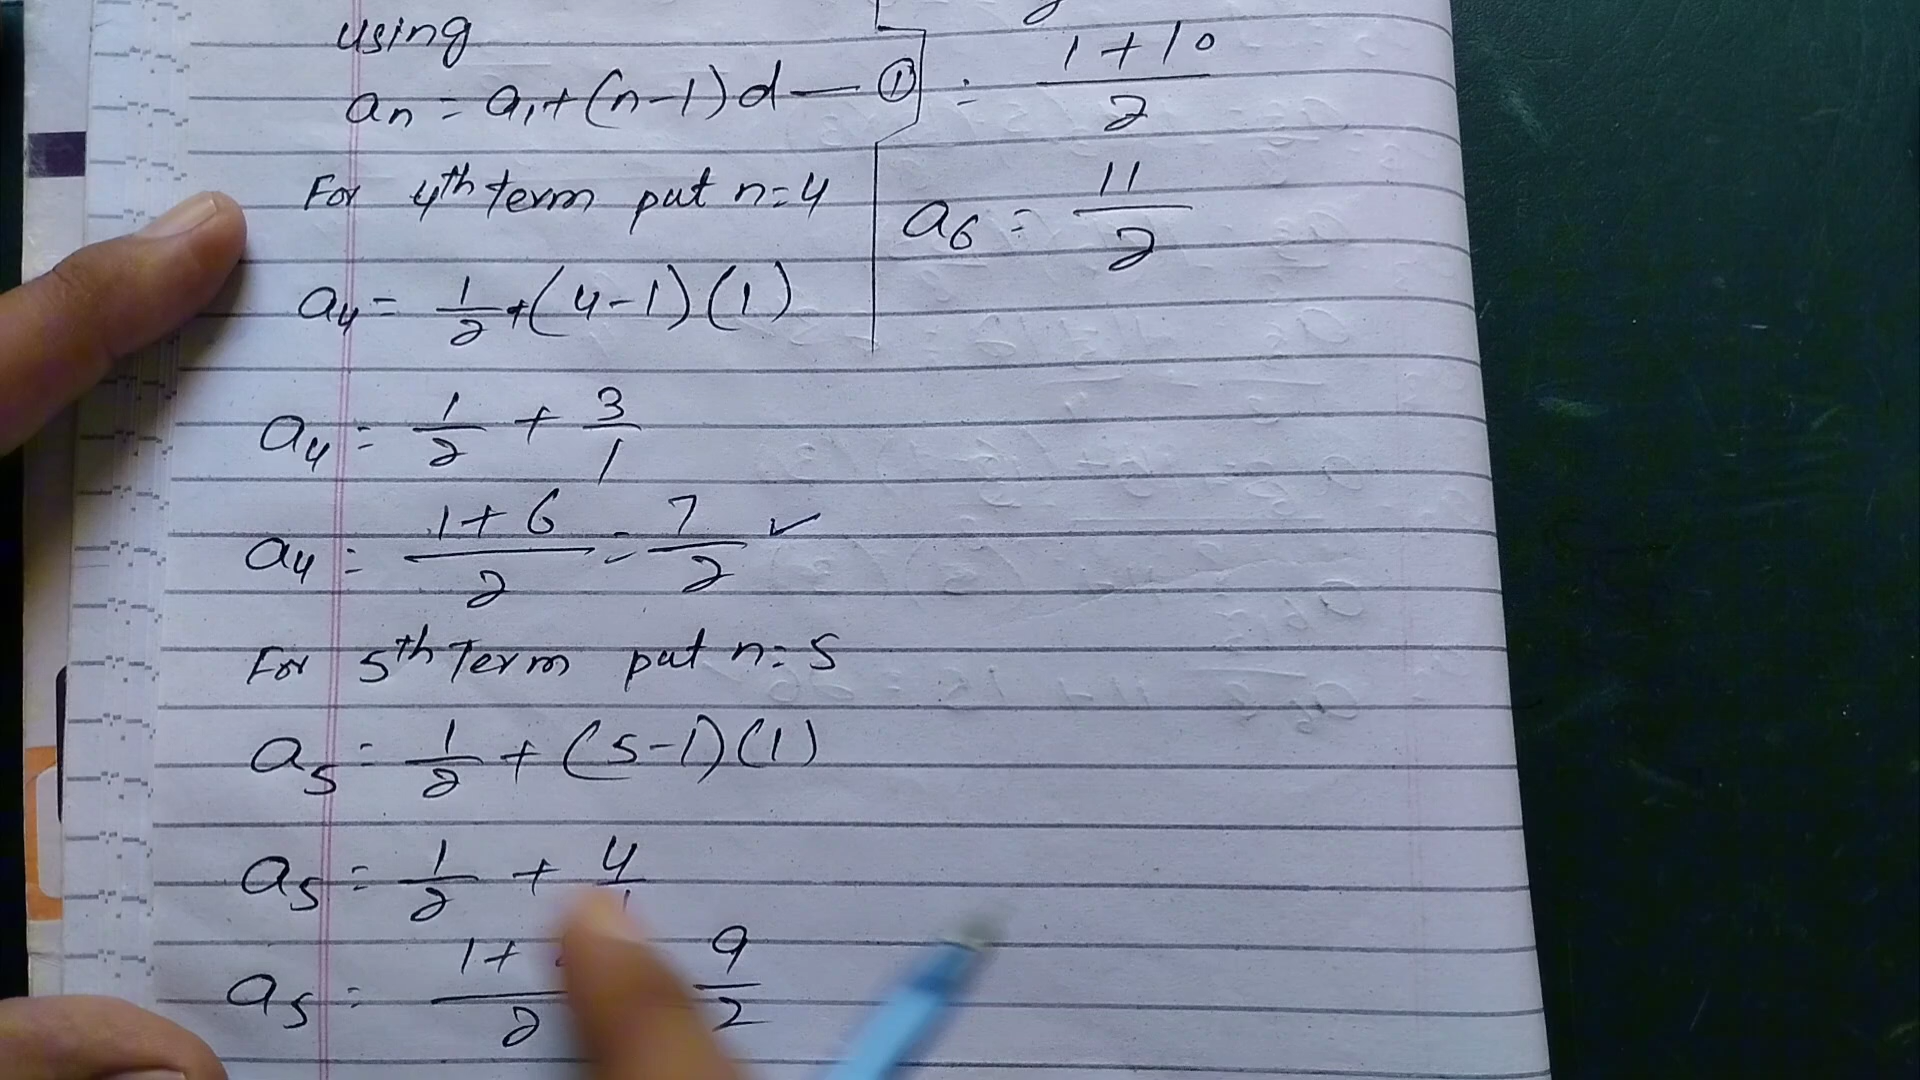 using
an = a1+(n-1)d — ①
For 4th term put n=4
a4 = 1/2 +(4-1)(1)
a4 = 1/2 + 3/1
a4 = 1+6/2 = 7/2 ✓
For 5th Term put n=5
a5 = 1/2 + (5-1)(1)
a5 = 1/2 + 4/1
a5 = 1+ /2 9/2
= 1+10/2
a6 = 11/2